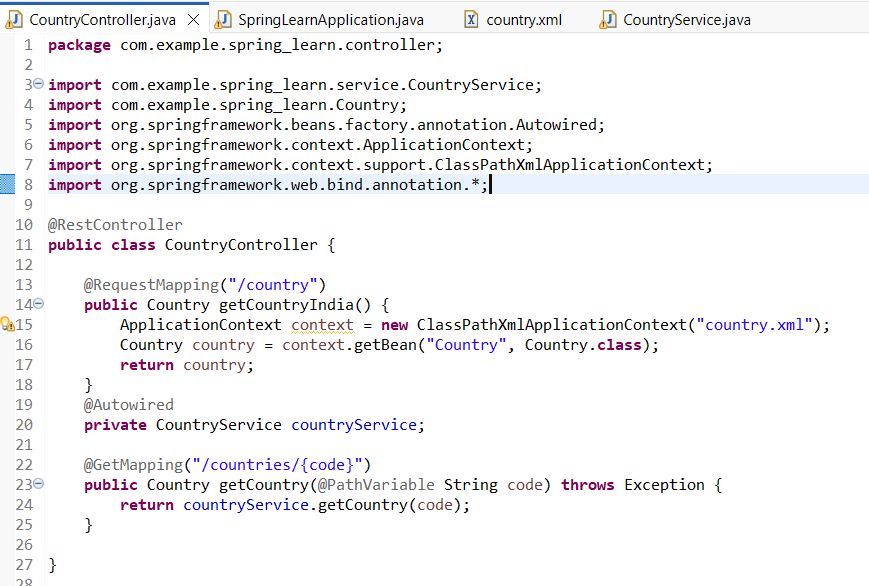 CountryController.java SpringLearnApplication.java country.xml CountryService.java
1 package com.example.spring_learn.controller;
2
3 import com.example.spring_learn.service.CountryService;
4 import com.example.spring_learn.Country;
5 import org.springframework.beans.factory.annotation.Autowired;
6 import org.springframework.context.ApplicationContext;
7 import org.springframework.context.support.ClassPathXmlApplicationContext;
8 import org.springframework.web.bind.annotation.*;
9
10 @RestController
11 public class CountryController {
12
13     @RequestMapping("/country")
14     public Country getCountryIndia() {
15         ApplicationContext context = new ClassPathXmlApplicationContext("country.xml");
16         Country country = context.getBean("Country", Country.class);
17         return country;
18     }
19     @Autowired
20     private CountryService countryService;
21
22     @GetMapping("/countries/{code}")
23     public Country getCountry(@PathVariable String code) throws Exception {
24         return countryService.getCountry(code);
25     }
26
27 }
28